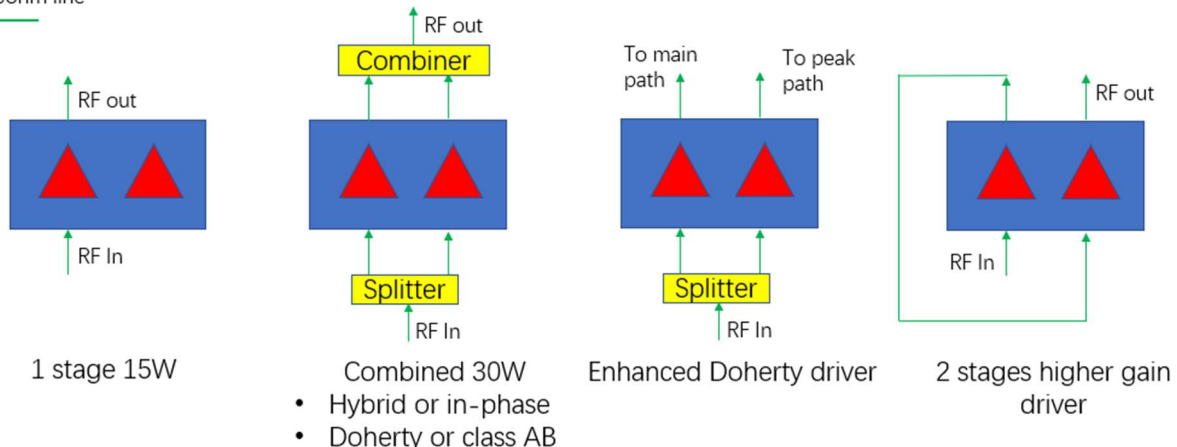 line
RF out
RF In
1 stage 15W
RF out
Combiner
Splitter
RF In
Combined 30W
• Hybrid or in-phase
• Doherty or class AB
To main
path
To peak
path
Splitter
RF In
Enhanced Doherty driver
RF out
RF In
2 stages higher gain
driver